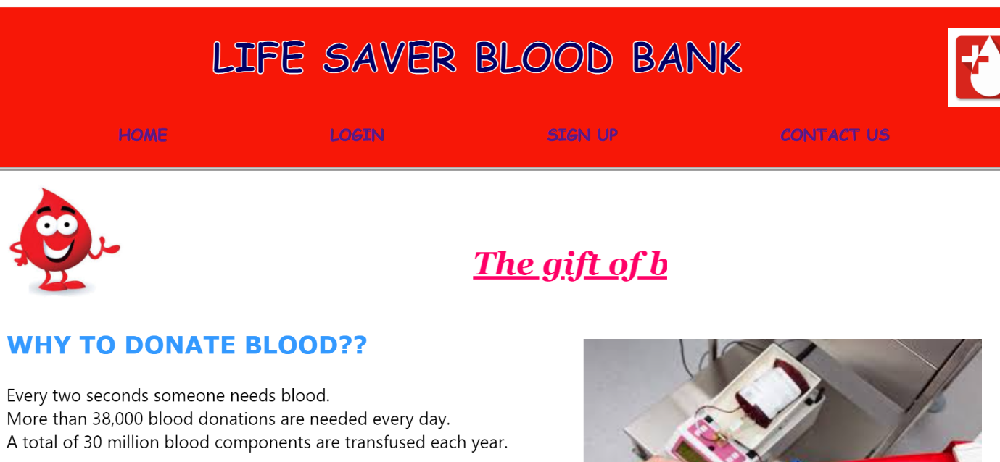 LIFE SAVER BLOOD BANK
HOME LOGIN SIGN UP CONTACT US
The gift of b
WHY TO DONATE BLOOD??
Every two seconds someone needs blood.
More than 38,000 blood donations are needed every day.
A total of 30 million blood components are transfused each year.